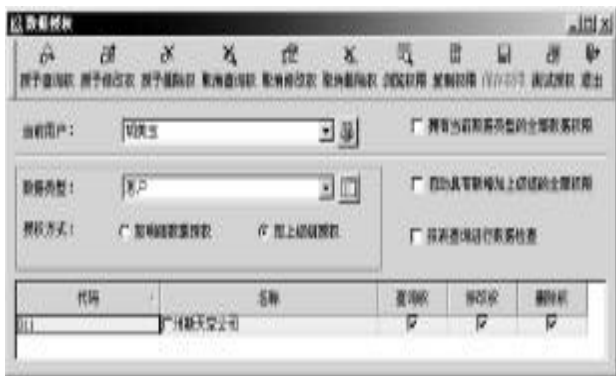 数据授权
授予查询权 授予修改权 授予删除权 取消查询权 取消修改权 取消删除权 浏览权限 复制权限 保存权限 测试授权 退出
当前用户：
拥有当前数据类型的全部数据权限
数据类型：
客户
自动具有新增加上级组的全部权限
授权方式：
按明细数据授权 按上级组授权
报表查询进行数据检查
代码 名称 查询权 修改权 删除权
011 广州新天堂公司